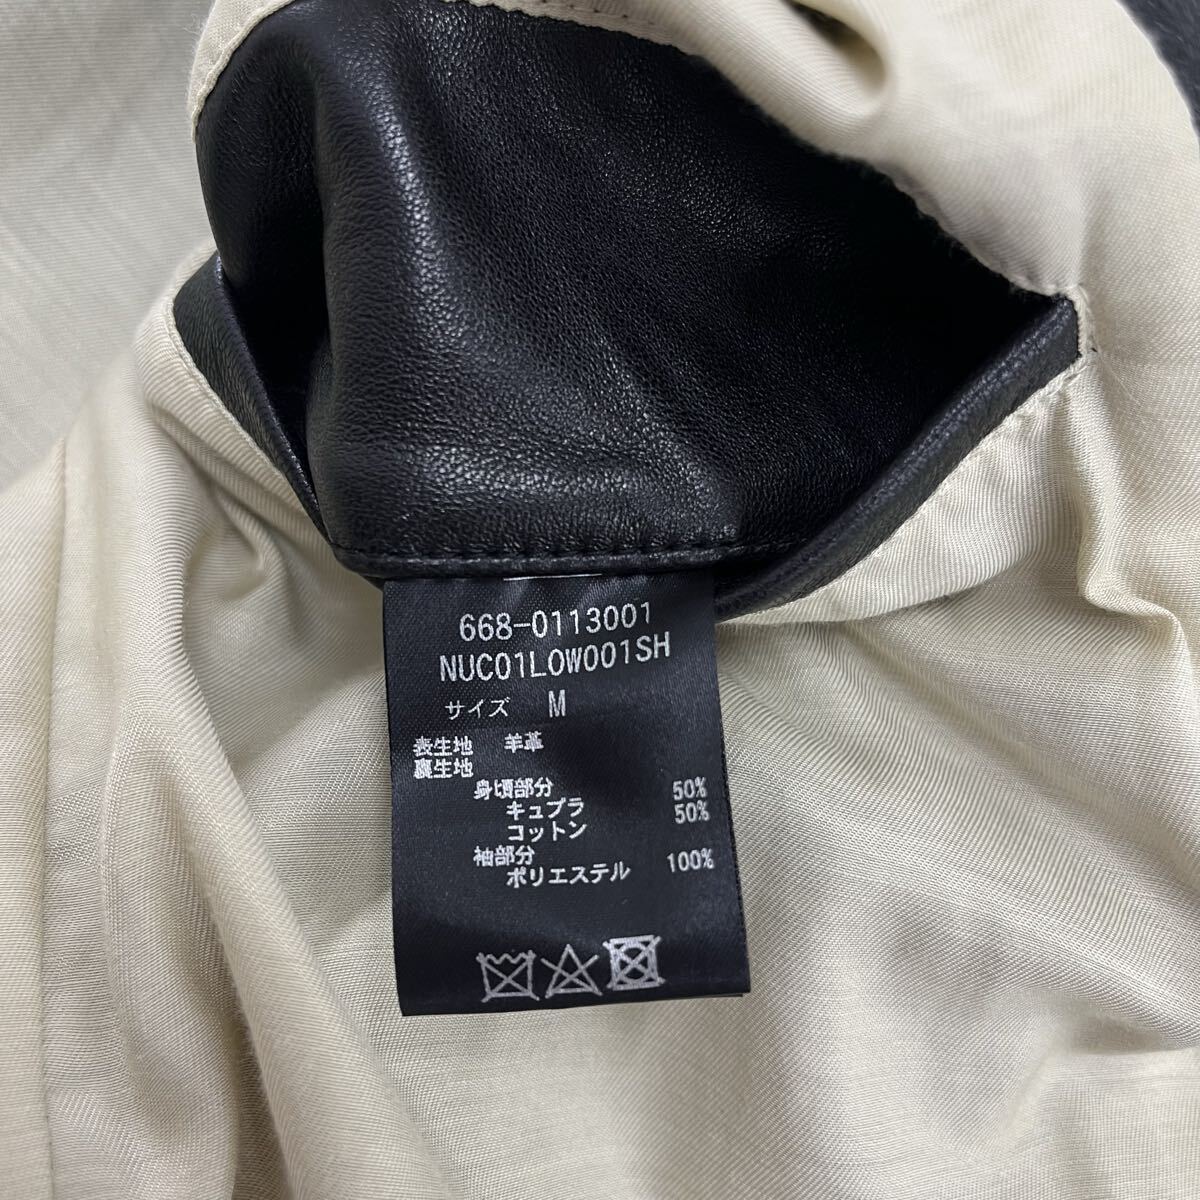 668-0113001
NUC01LOW001SH
サイズ M
表生地 羊革
裏生地
身頃部分
キュプラ 50%
コットン 50%
袖部分
ポリエステル 100%